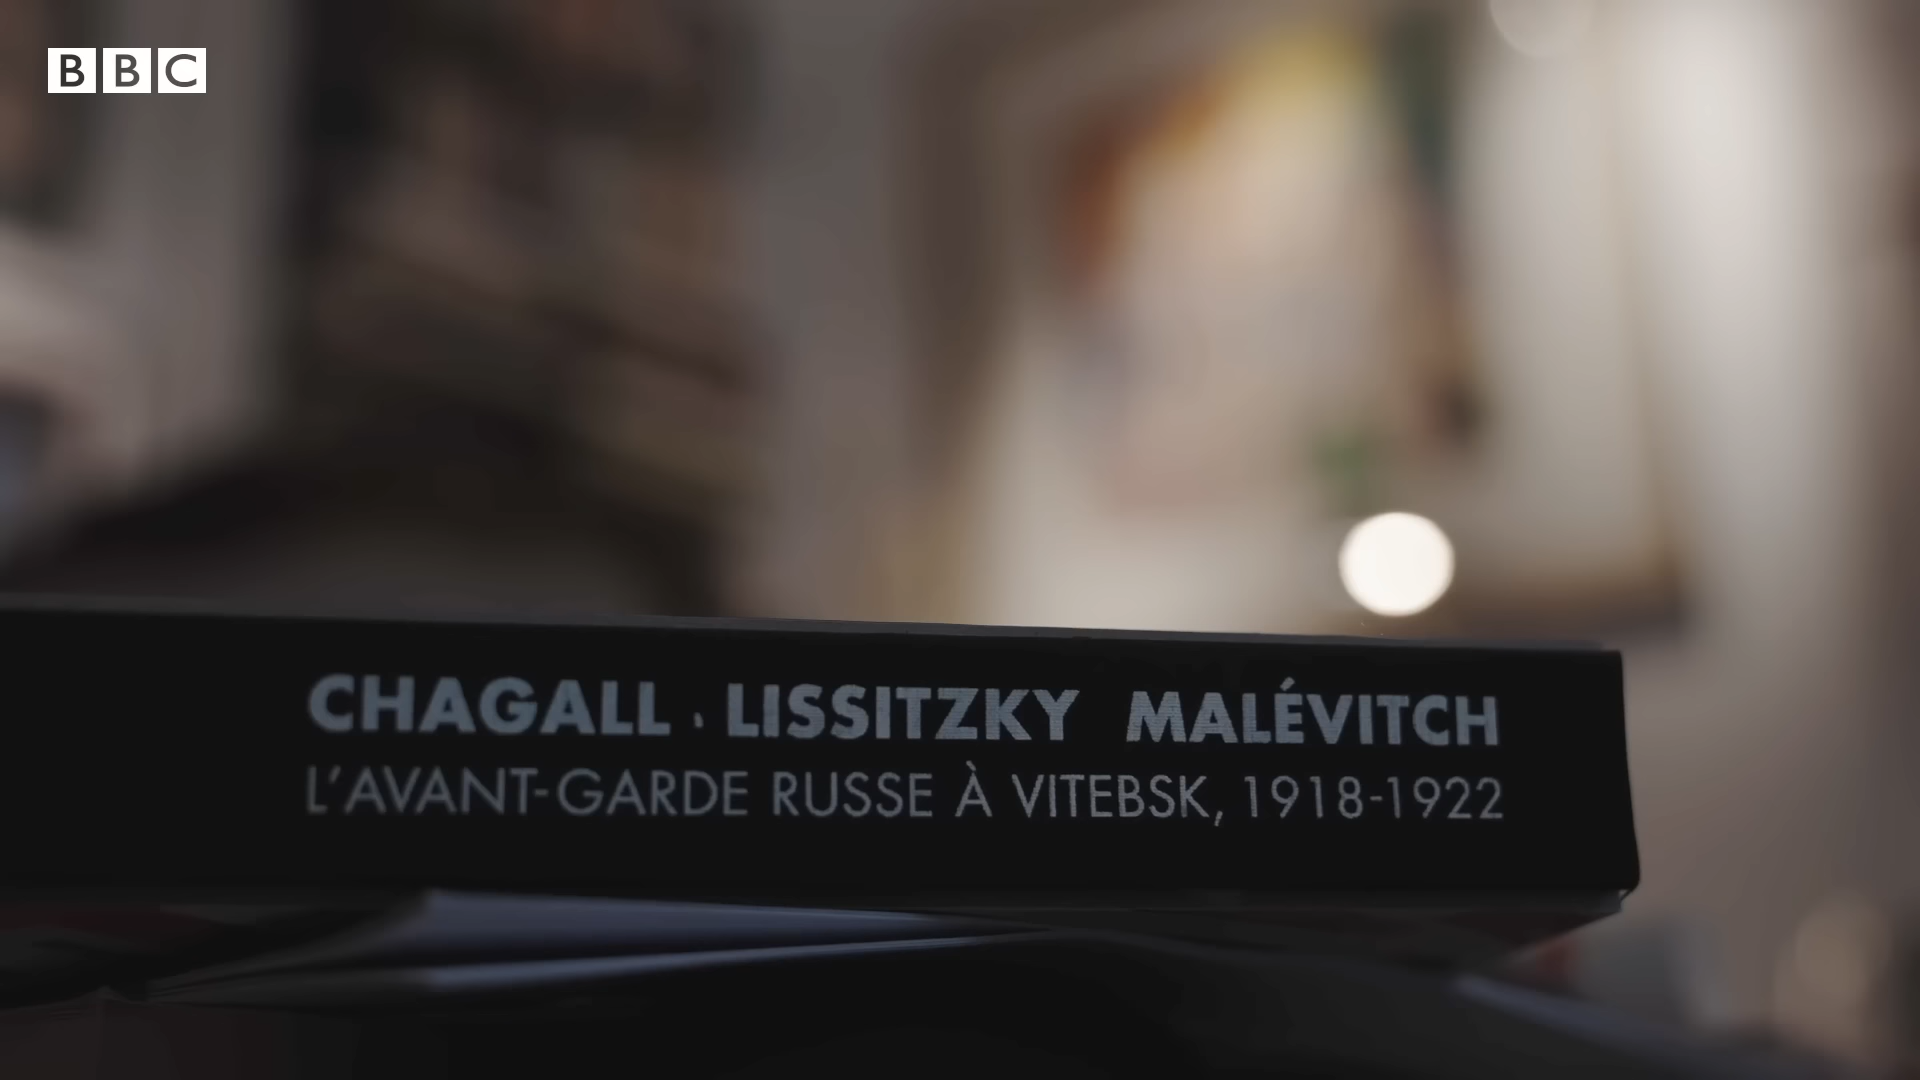 BBC
CHAGALL · LISSITZKY MALÉVITCH
L'AVANT-GARDE RUSSE À VITEBSK, 1918-1922